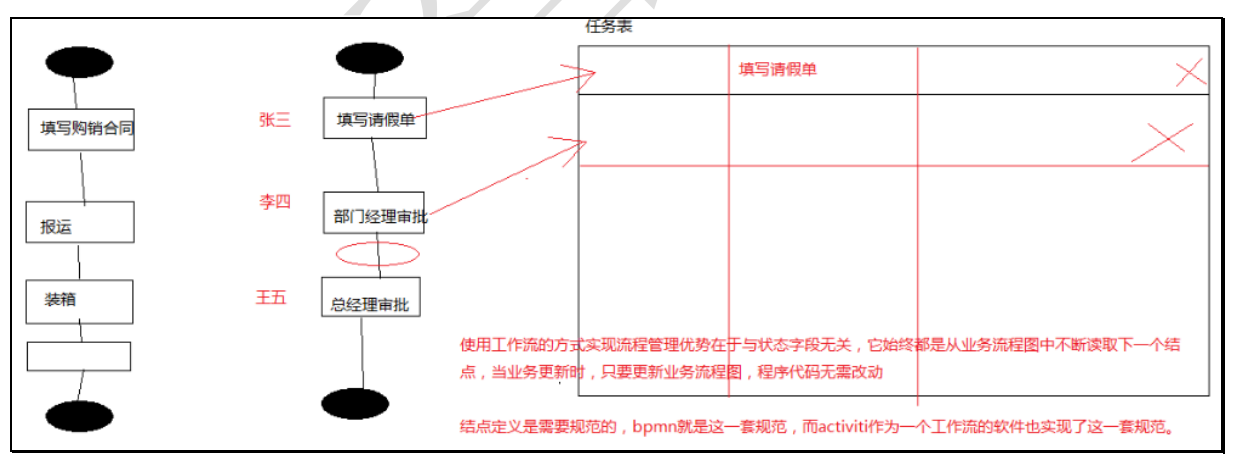 任务表
填写请假单
填写购销合同
报运
装箱
张三
填写请假单
李四
部门经理审批
王五
总经理审批
使用工作流的方式实现流程管理优势在于与状态字段无关，它始终都是从业务流程图中不断读取下一个结
点，当业务更新时，只要更新业务流程图，程序代码无需改动
结点定义是需要规范的，bpmn就是这一套规范，而activiti作为一个工作流的软件也实现了这一套规范。